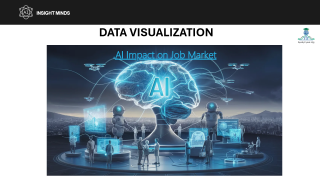 INSIGHT MINDS
DATA VISUALIZATION
AI Impact on Job Market
AI